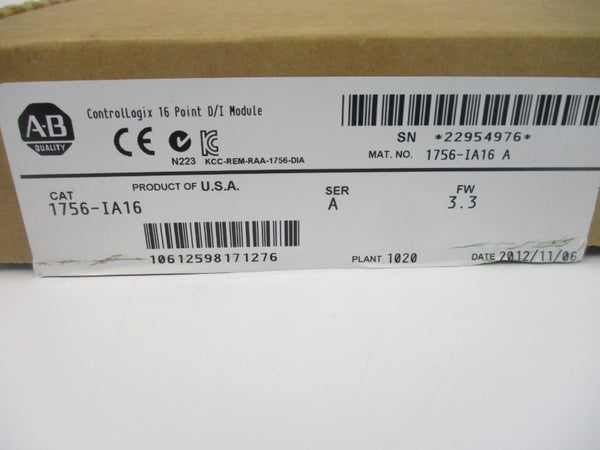 A-B
QUALITY
ControlLogix 16 Point D/I Module
CE
N223 KCC-REM-RAA-1756-DIA
SN *22954976*
MAT. NO. 1756-IA16 A
PRODUCT OF U.S.A.
CAT
1756-IA16
SER
A
FW
3.3
10612598171276
PLANT 1020
DATE 2012/11/06